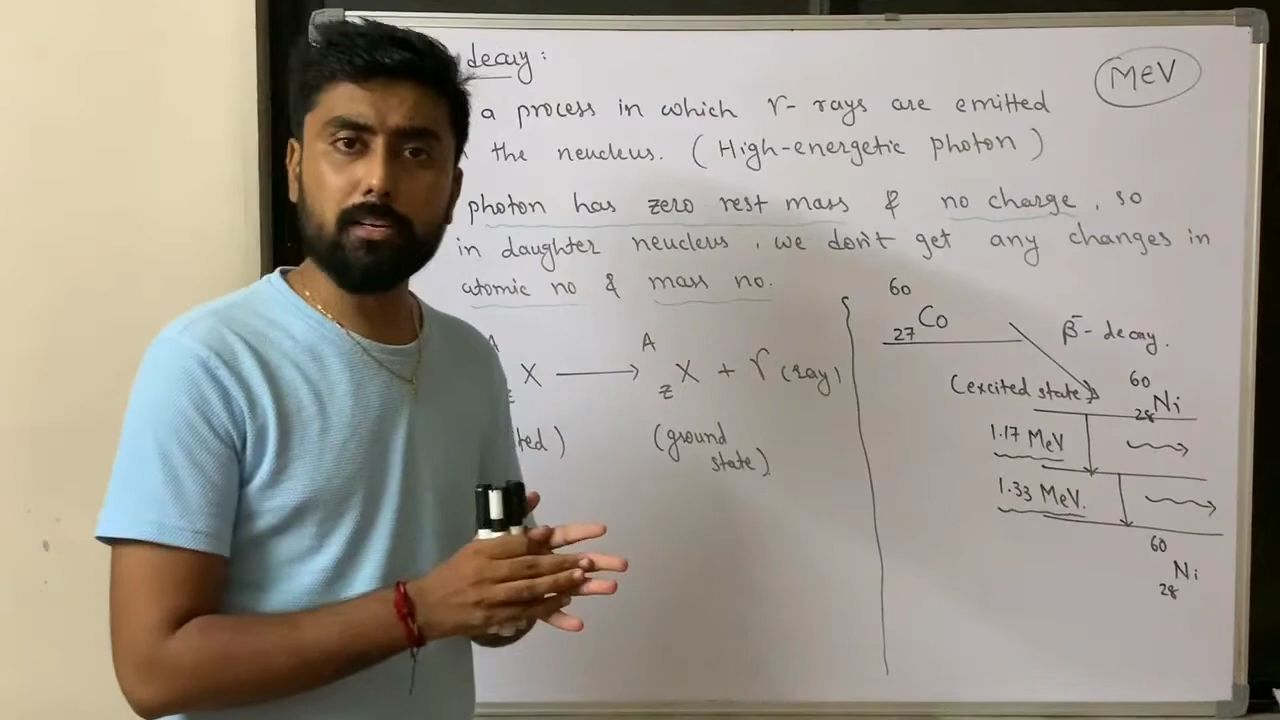 decay :
MeV
a process in which γ- rays are emitted
the neucleus. ( High-energetic photon )
photon has zero rest mass & no charge, so
in daughter neucleus, we don't get any changes in
atomic no & mass no.
A X → A Z X + γ (ray)
(ground
state)
60 27 Co
β⁻- decay.
(excited state)
60 28 Ni
1.17 MeV
1.33 MeV.
60 28 Ni